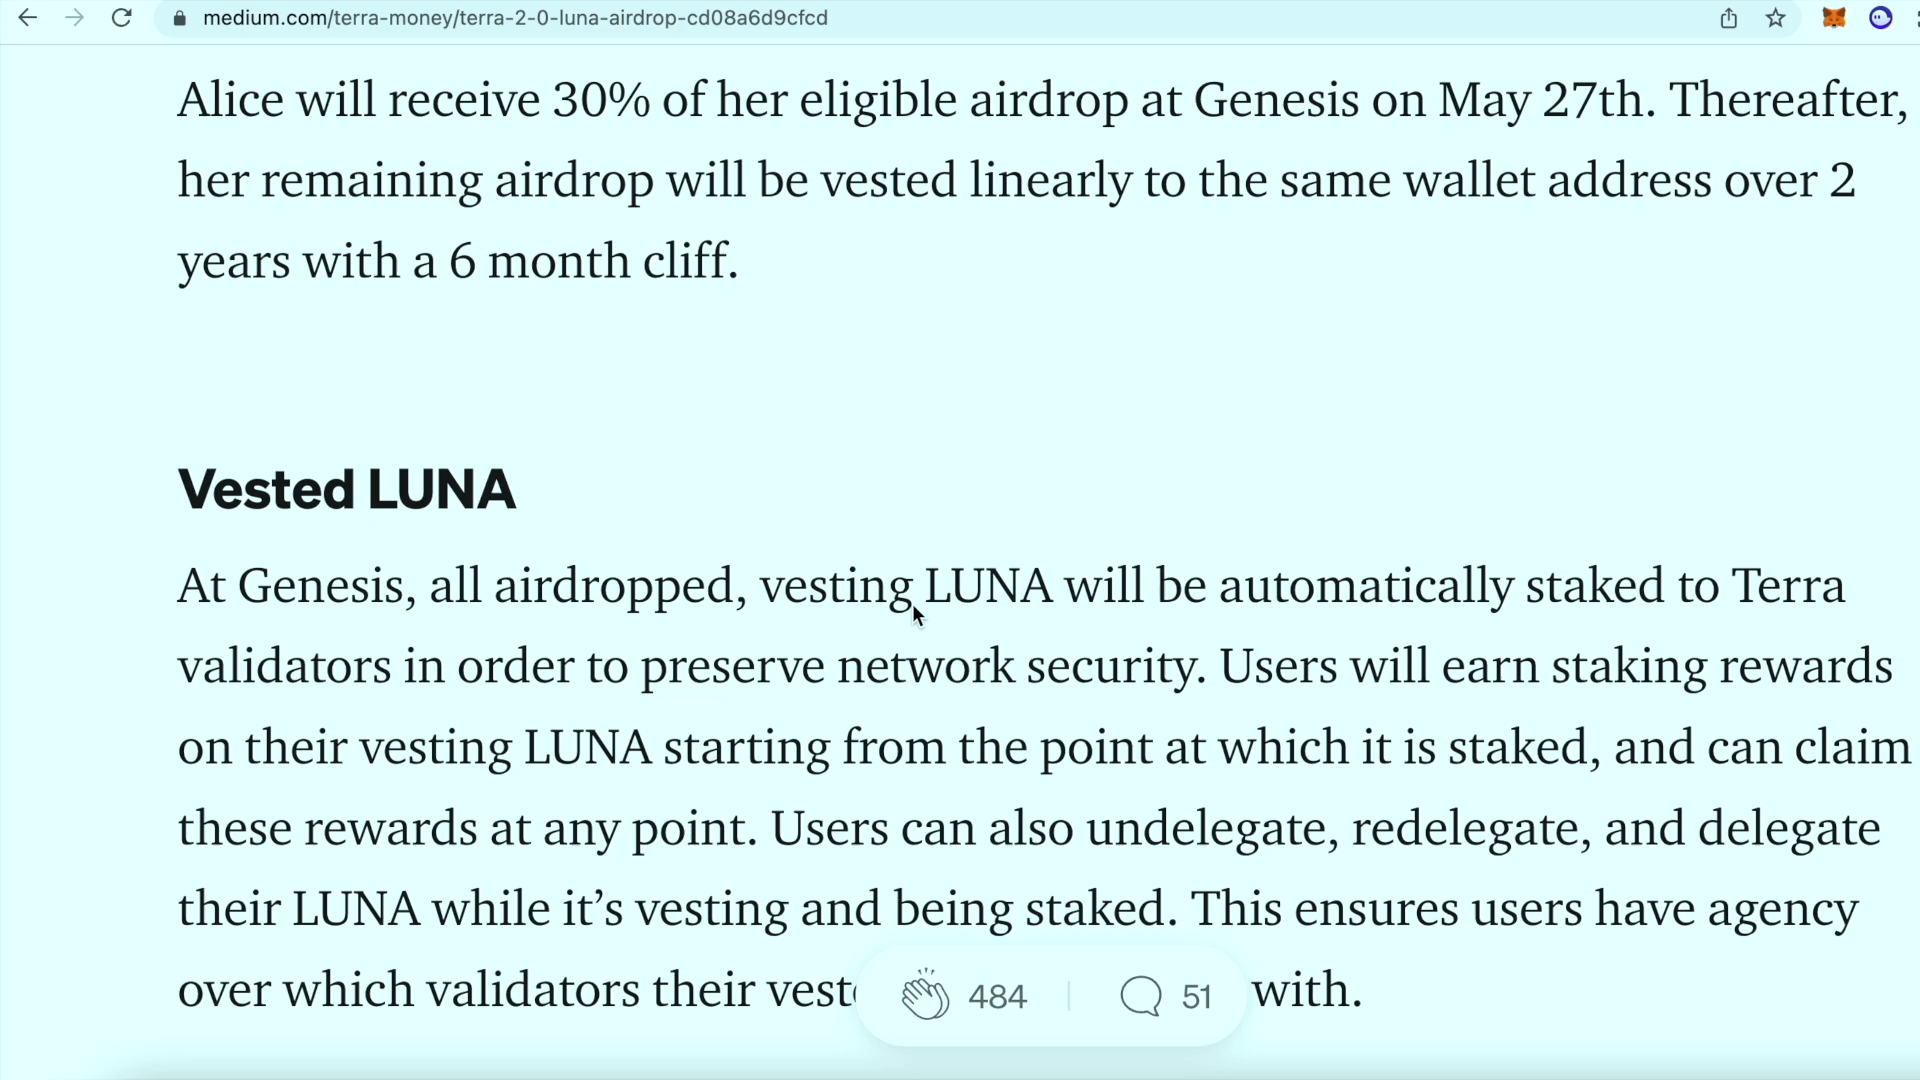 medium.com/terra-money/terra-2-0-luna-airdrop-cd08a6d9cfcd
Alice will receive 30% of her eligible airdrop at Genesis on May 27th. Thereafter,
her remaining airdrop will be vested linearly to the same wallet address over 2
years with a 6 month cliff.
Vested LUNA
At Genesis, all airdropped, vesting LUNA will be automatically staked to Terra
validators in order to preserve network security. Users will earn staking rewards
on their vesting LUNA starting from the point at which it is staked, and can claim
these rewards at any point. Users can also undelegate, redelegate, and delegate
their LUNA while it’s vesting and being staked. This ensures users have agency
over which validators their with.
484 51